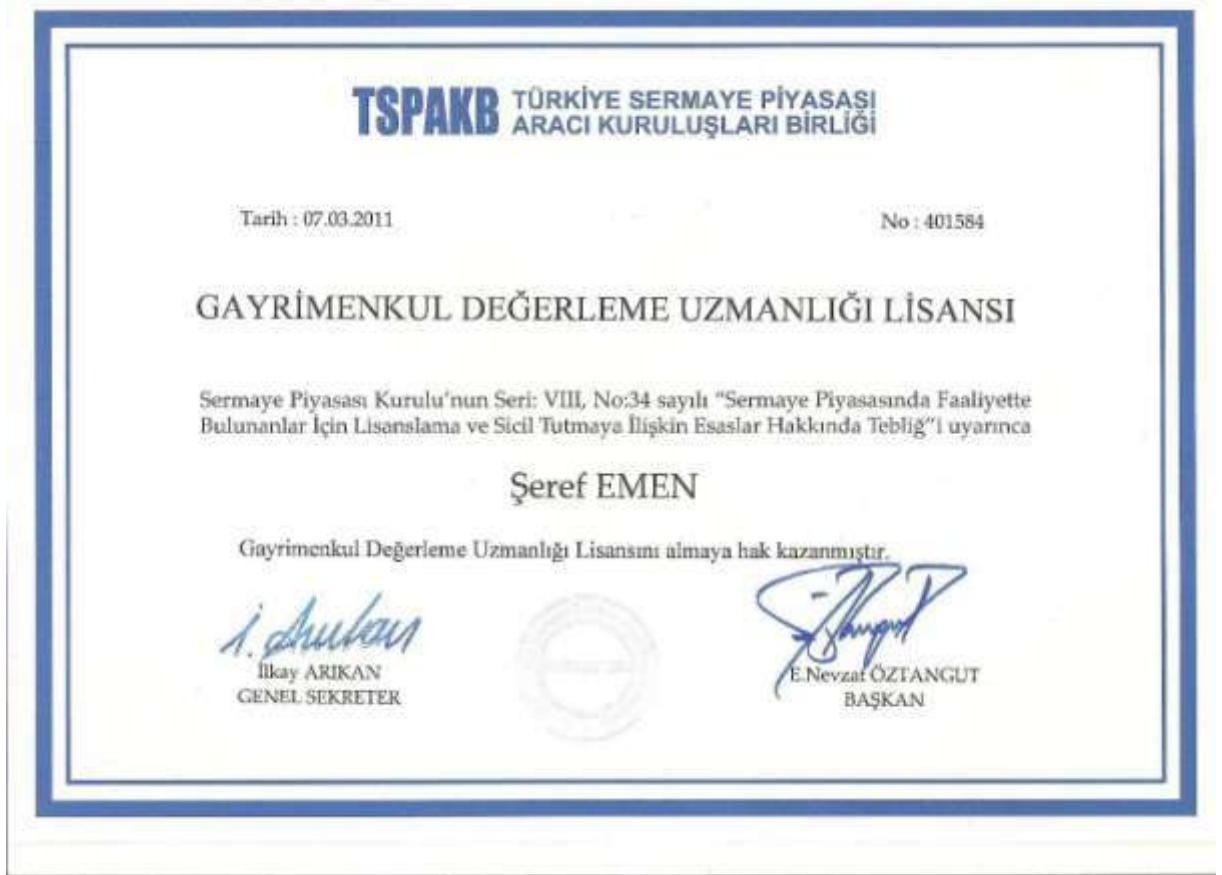 TSPAKB TÜRKİYE SERMAYE PİYASASI
ARACI KURULUŞLARI BİRLİĞİ
Tarih : 07.03.2011 No : 401584
GAYRİMENKUL DEĞERLEME UZMANLIĞI LİSANSI
Sermaye Piyasası Kurulu'nun Seri: VIII, No:34 sayılı "Sermaye Piyasasında Faaliyette
Bulunanlar İçin Lisanslama ve Sicil Tutmaya İlişkin Esaslar Hakkında Tebliğ"i uyarınca
Şeref EMEN
Gayrimenkul Değerleme Uzmanlığı Lisansını almaya hak kazanmıştır.
İlkay ARIKAN
GENEL SEKRETER
E.Nevzat ÖZTANGUT
BAŞKAN